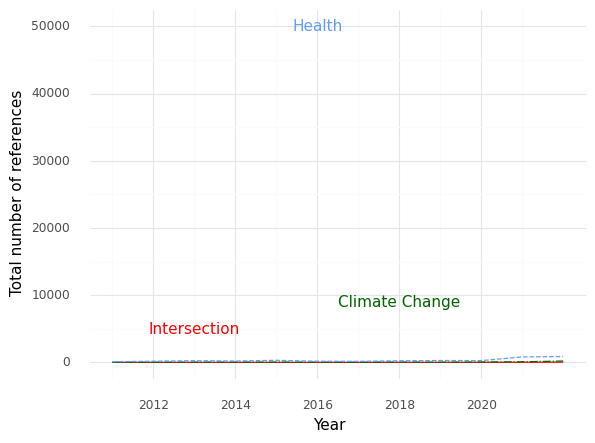 Health
50000
40000
30000
20000
10000
0
Climate Change
Intersection
Total number of references
2012 2014 2016 2018 2020
Year